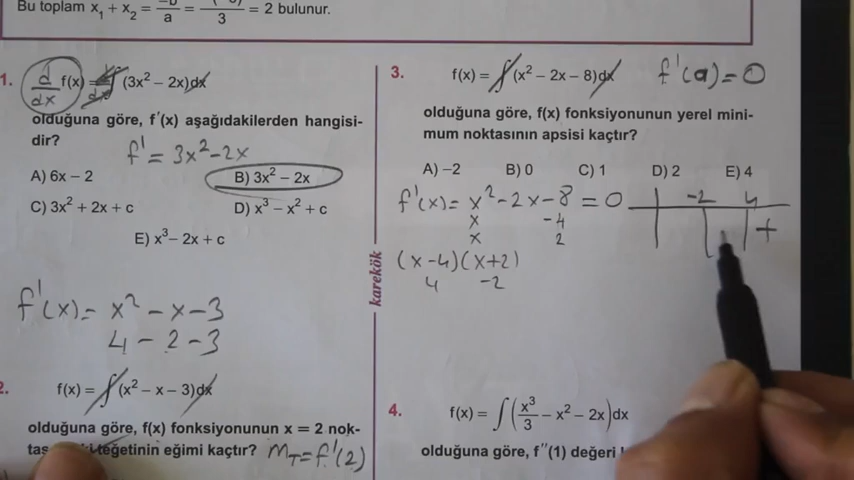 Bu toplam x₁ + x₂ = -b/a = 3 = 2 bulunur.
1. d/dx f(x) = ∫ (3x² – 2x)dx
olduğuna göre, f'(x) aşağıdakilerden hangisi-
dir?
f' = 3x² – 2x
A) 6x – 2 B) 3x² – 2x
C) 3x² + 2x + c D) x³ – x² + c
E) x³ – 2x + c
f'(x) = x² – x – 3
4 – 2 – 3
2. f(x) = ∫(x² – x – 3)dx
olduğuna göre, f(x) fonksiyonunun x = 2 nok-
teğetinin eğimi kaçtır? mT = f'(2)
karekök
3. f(x) = ∫(x² – 2x – 8)dx f'(a) = 0
olduğuna göre, f(x) fonksiyonunun yerel mini-
mum noktasının apsisi kaçtır?
A) –2 B) 0 C) 1 D) 2 E) 4
f'(x) = x² – 2x – 8 = 0 -2 4
x -4 +
x 2
(x – 4)(x + 2)
4 -2
4. f(x) = ∫(x³/3 – x² – 2x)dx
olduğuna göre, f''(1) değeri